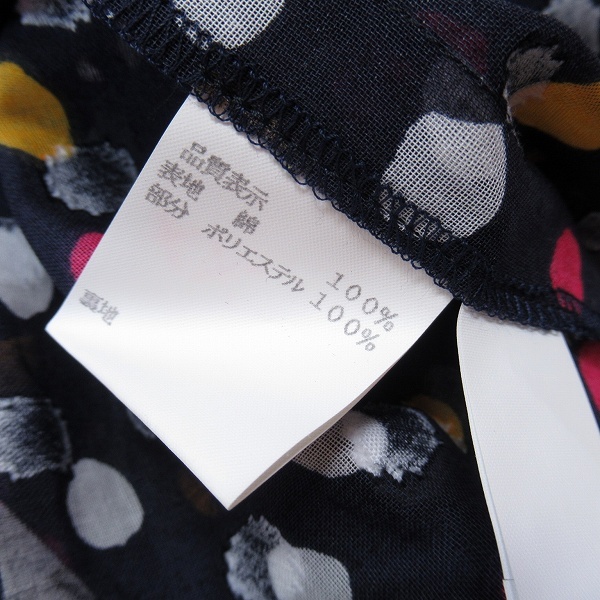 品質表示
表地 綿 100%
部分 ポリエステル 100%
裏地